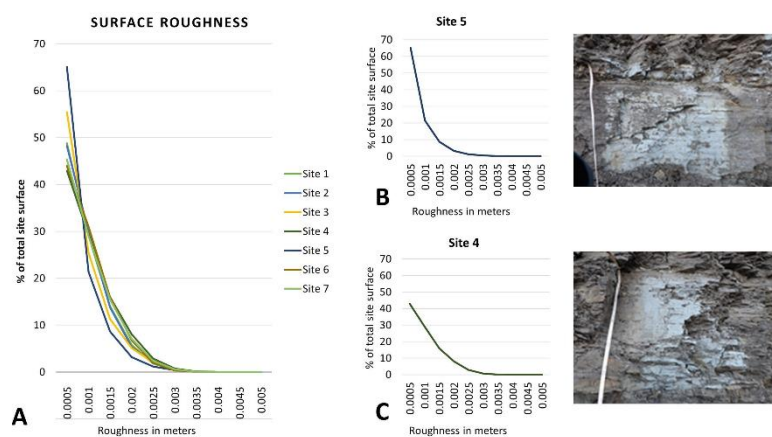 SURFACE ROUGHNESS
% of total site surface
70
60
50
40
30
20
10
0
0.0005
0.001
0.0015
0.002
0.0025
0.003
0.0035
0.004
0.0045
0.005
Roughness in meters
Site 1
Site 2
Site 3
Site 4
Site 5
Site 6
Site 7
A
Site 5
% of total site surface
70
60
50
40
30
20
10
0
0.0005
0.001
0.0015
0.002
0.0025
0.003
0.0035
0.004
0.0045
0.005
Roughness in meters
B
Site 4
% of total site surface
70
60
50
40
30
20
10
0
0.0005
0.001
0.0015
0.002
0.0025
0.003
0.0035
0.004
0.0045
0.005
Roughness in meters
C